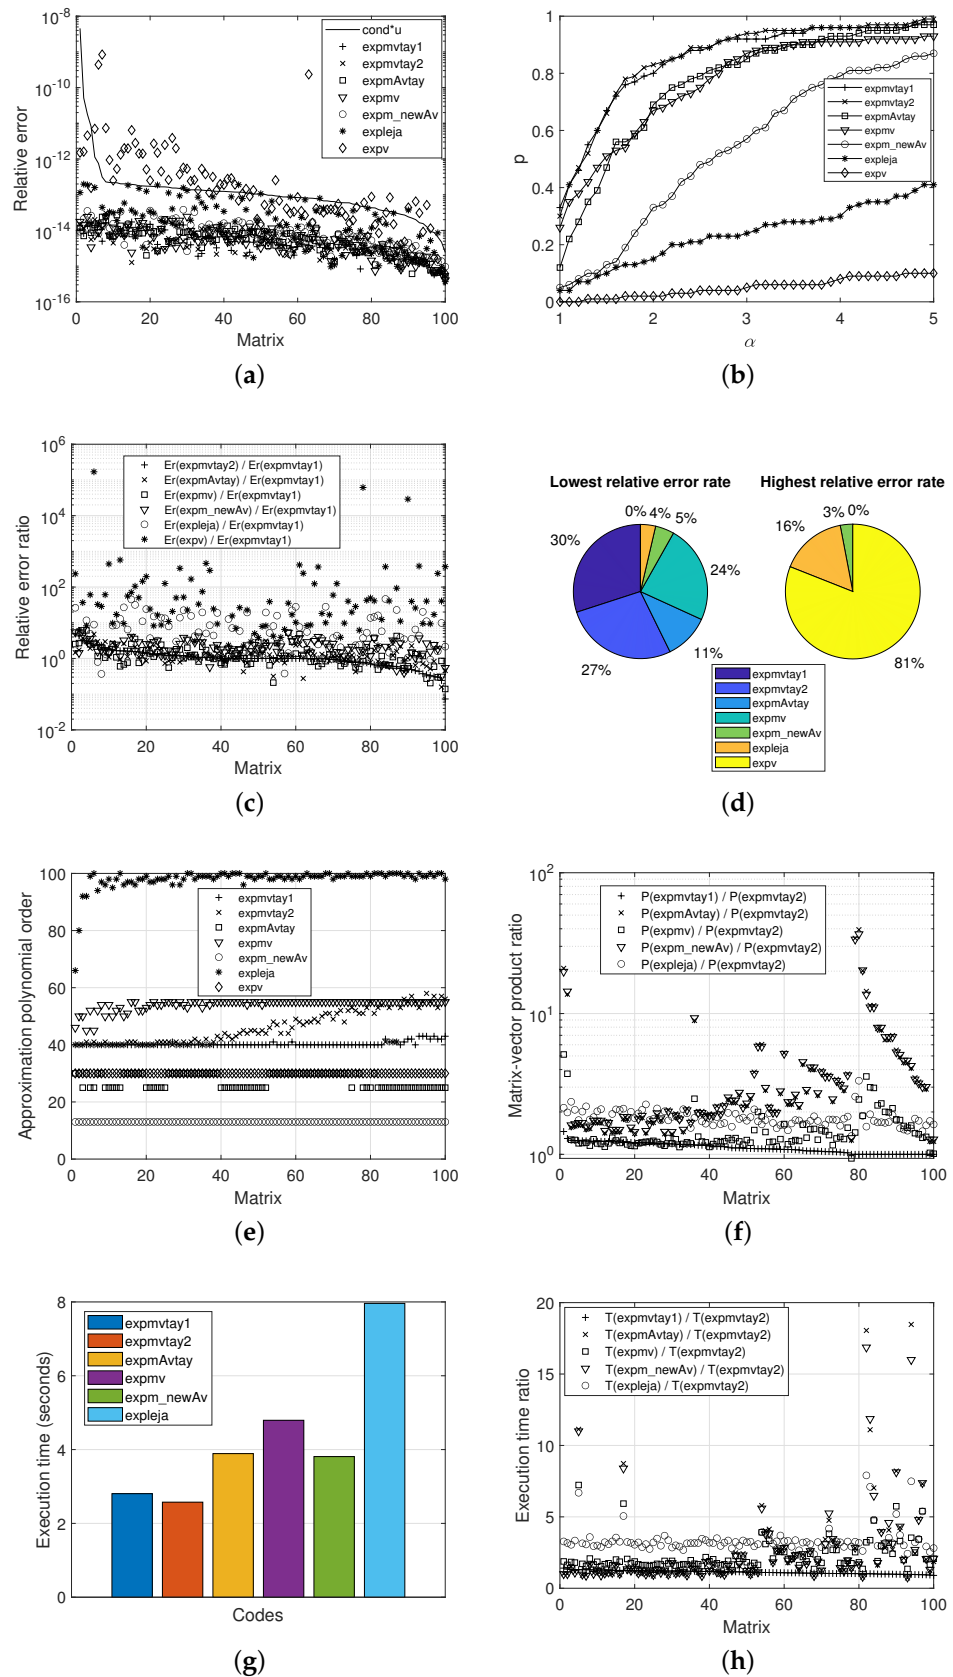 10^-8
10^-10
10^-12
10^-14
10^-16
Relative error
0 20 40 60 80 100
Matrix
cond*u
expmvtay1
expmvtay2
expmAvtay
expmv
expm_newAv
expleja
expv
(a)
1
0.8
0.6
0.4
0.2
0
p
1 2 3 4 5
α
expmvtay1
expmvtay2
expmAvtay
expmv
expm_newAv
expleja
expv
(b)
10^6
10^4
10^2
10^0
10^-2
Relative error ratio
0 20 40 60 80 100
Matrix
Er(expmvtay2) / Er(expmvtay1)
Er(expmAvtay) / Er(expmvtay1)
Er(expmv) / Er(expmvtay1)
Er(expm_newAv) / Er(expmvtay1)
Er(expleja) / Er(expmvtay1)
Er(expv) / Er(expmvtay1)
(c)
Lowest relative error rate
0% 4% 5%
30%
24%
11%
27%
Highest relative error rate
3% 0%
16%
81%
expmvtay1
expmvtay2
expmAvtay
expmv
expm_newAv
expleja
expv
(d)
100
80
60
40
20
0
Approximation polynomial order
0 20 40 60 80 100
Matrix
expmvtay1
expmvtay2
expmAvtay
expmv
expm_newAv
expleja
expv
(e)
10^2
10^1
10^0
Matrix-vector product ratio
0 20 40 60 80 100
Matrix
P(expmvtay1) / P(expmvtay2)
P(expmAvtay) / P(expmvtay2)
P(expmv) / P(expmvtay2)
P(expm_newAv) / P(expmvtay2)
P(expleja) / P(expmvtay2)
(f)
8
6
4
2
0
Execution time (seconds)
Codes
expmvtay1
expmvtay2
expmAvtay
expmv
expm_newAv
expleja
(g)
20
15
10
5
0
Execution time ratio
0 20 40 60 80 100
Matrix
T(expmvtay1) / T(expmvtay2)
T(expmAvtay) / T(expmvtay2)
T(expmv) / T(expmvtay2)
T(expm_newAv) / T(expmvtay2)
T(expleja) / T(expmvtay2)
(h)